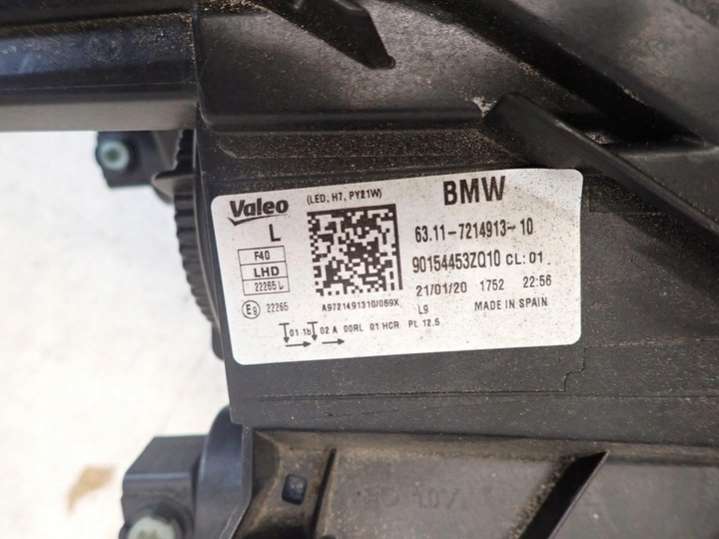 Valeo
(LED, H7, PY21W)
BMW
L
F40
LHD
22265 L
E9 22265
63.11-7214913-10
90154453ZQ10 CL: 01.
21/01/20 1752 22:56
A9721491310/069X
L9
MADE IN SPAIN
01 1b 02 A 00RL 01 HCR PL 12.5